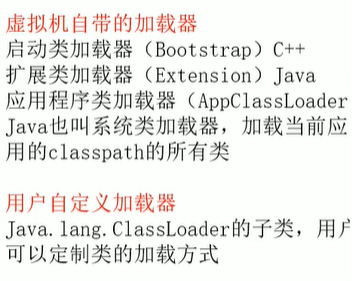 虚拟机自带的加载器
启动类加载器（Bootstrap）C++
扩展类加载器（Extension）Java
应用程序类加载器（AppClassLoader
Java也叫系统类加载器，加载当前应
用的classpath的所有类
用户自定义加载器
Java.lang.ClassLoader的子类，用户
可以定制类的加载方式